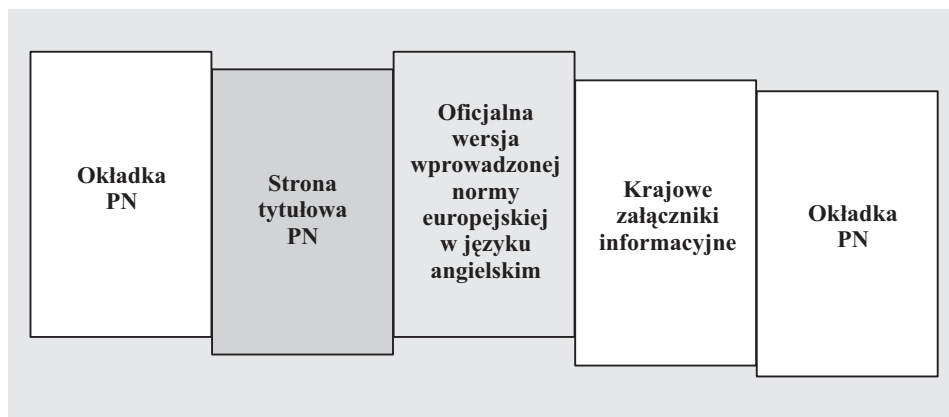 Okładka
PN
Strona
tytułowa
PN
Oficjalna
wersja
wprowadzonej
normy
europejskiej
w języku
angielskim
Krajowe
załączniki
informacyjne
Okładka
PN